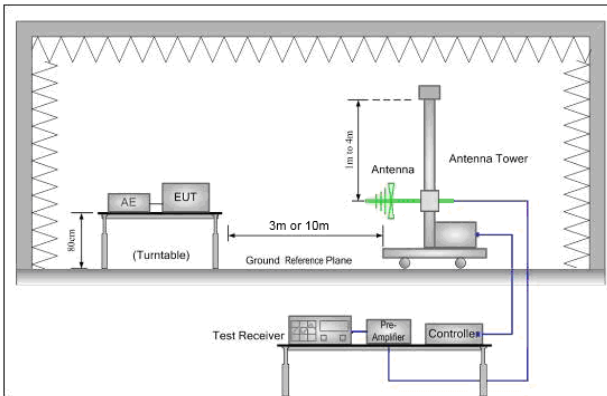 1m to 4m
Antenna
Antenna Tower
AE
EUT
80cm
(Turntable)
3m or 10m
Ground Reference Plane
Test Receiver
Pre-
Amplifier
Controller